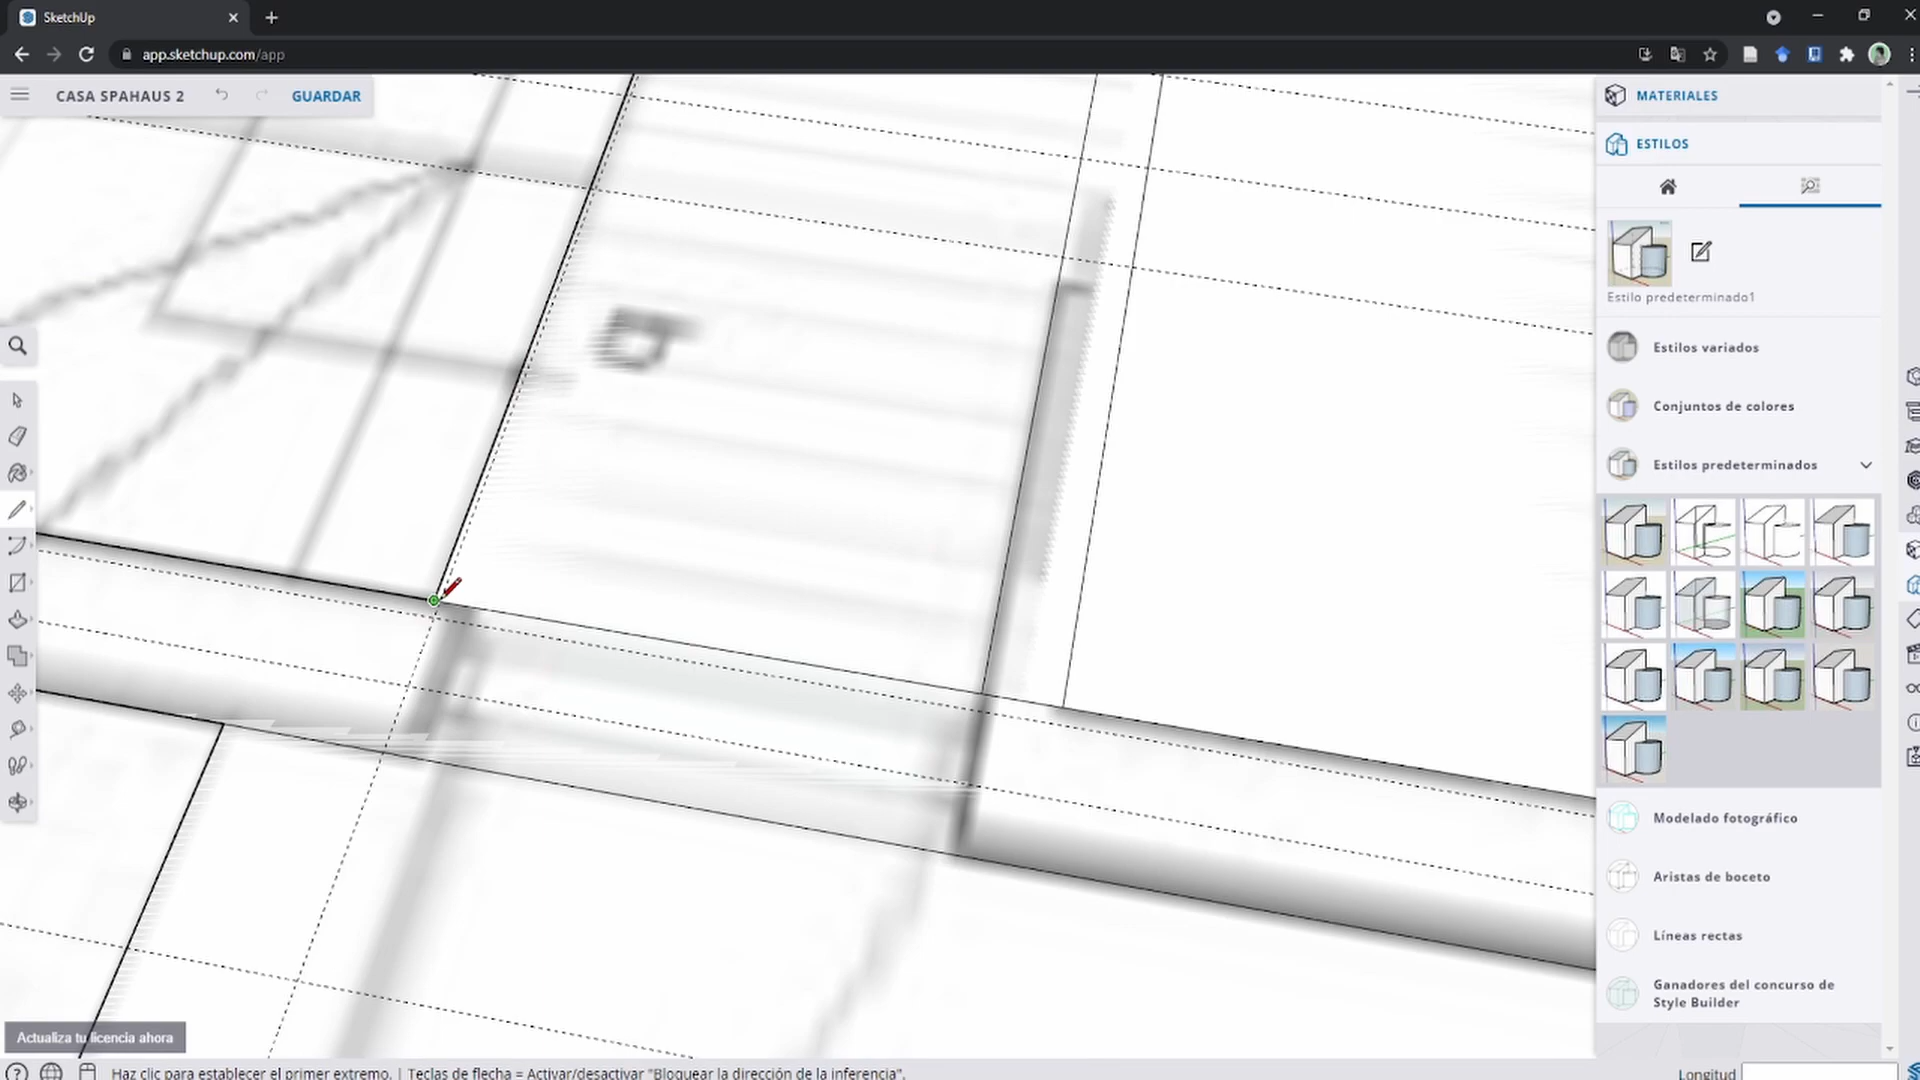 SketchUp
app.sketchup.com/app
CASA SPAHAUS 2
GUARDAR
MATERIALES
ESTILOS
Estilo predeterminado1
Estilos variados
Conjuntos de colores
Estilos predeterminados
Modelado fotográfico
Aristas de boceto
Líneas rectas
Ganadores del concurso de
Style Builder
Actualiza tu licencia ahora
Haz clic para establecer el primer extremo. | Teclas de flecha = Activar/desactivar "Bloquear la dirección de la inferencia".
Longitud